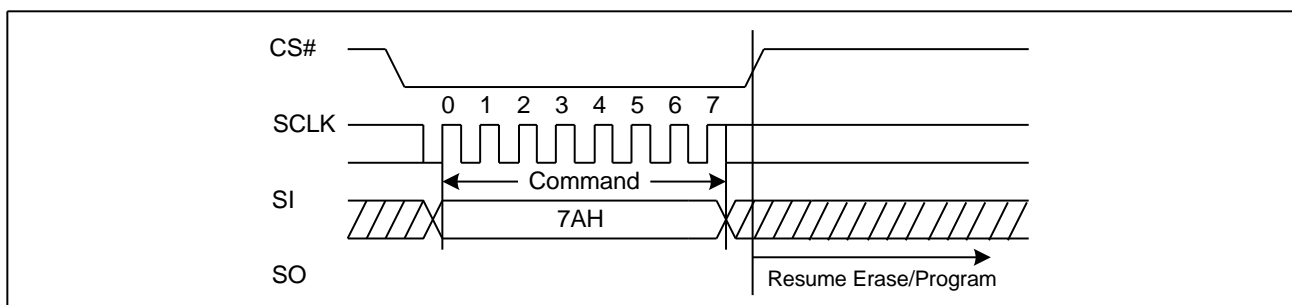 CS#
0 1 2 3 4 5 6 7
SCLK
Command
SI
7AH
SO
Resume Erase/Program